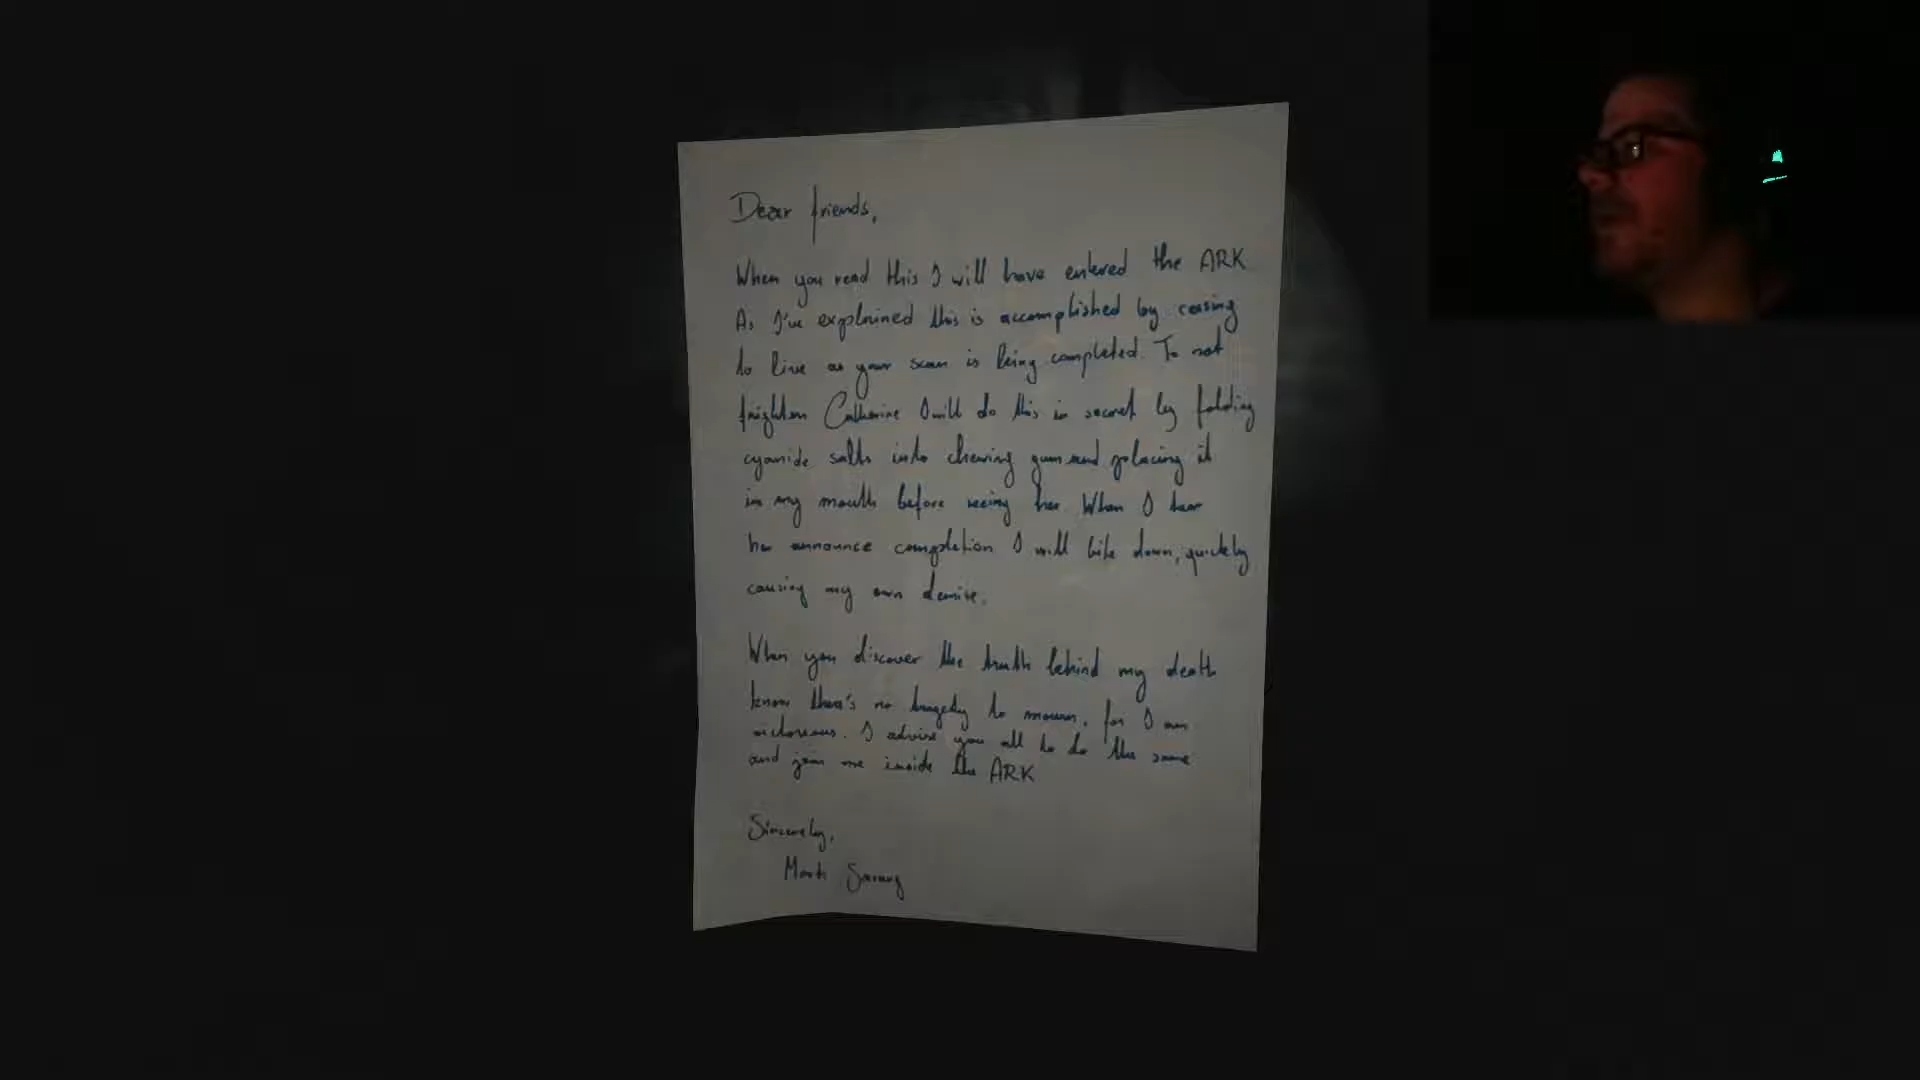 Dear friends,
When you read this I will have entered the ARK
As I've explained this is accomplished by ceasing
to live as your scan is being completed. To not
frighten Catherine I will do this in secret by folding
cyanide salts into chewing gum and placing it
in my mouth before seeing her. When I hear
her announce completion I will bite down, quickly
causing my own demise.
When you discover the truth behind my death
know there's no tragedy to mourn, for I am
victoreous. I advise you all to do the same
and join me inside the ARK
Sincerely,
Mark Sarang